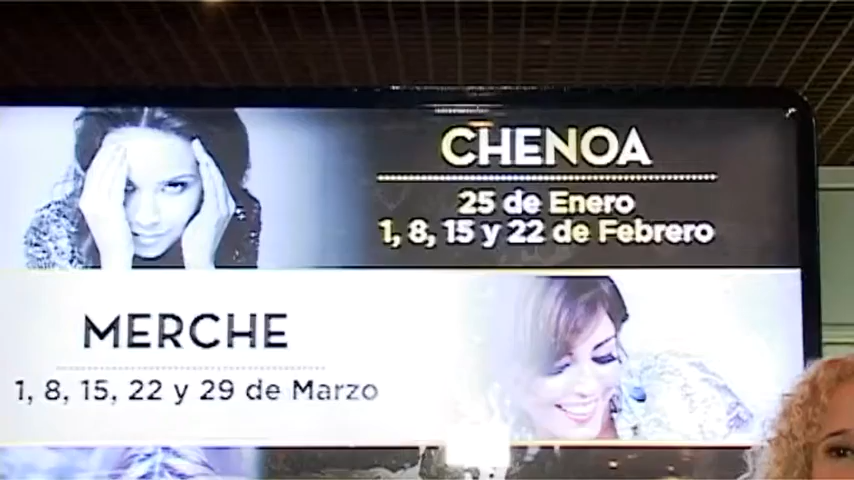 CHENOA
25 de Enero
1, 8, 15 y 22 de Febrero
MERCHE
1, 8, 15, 22 y 29 de Marzo